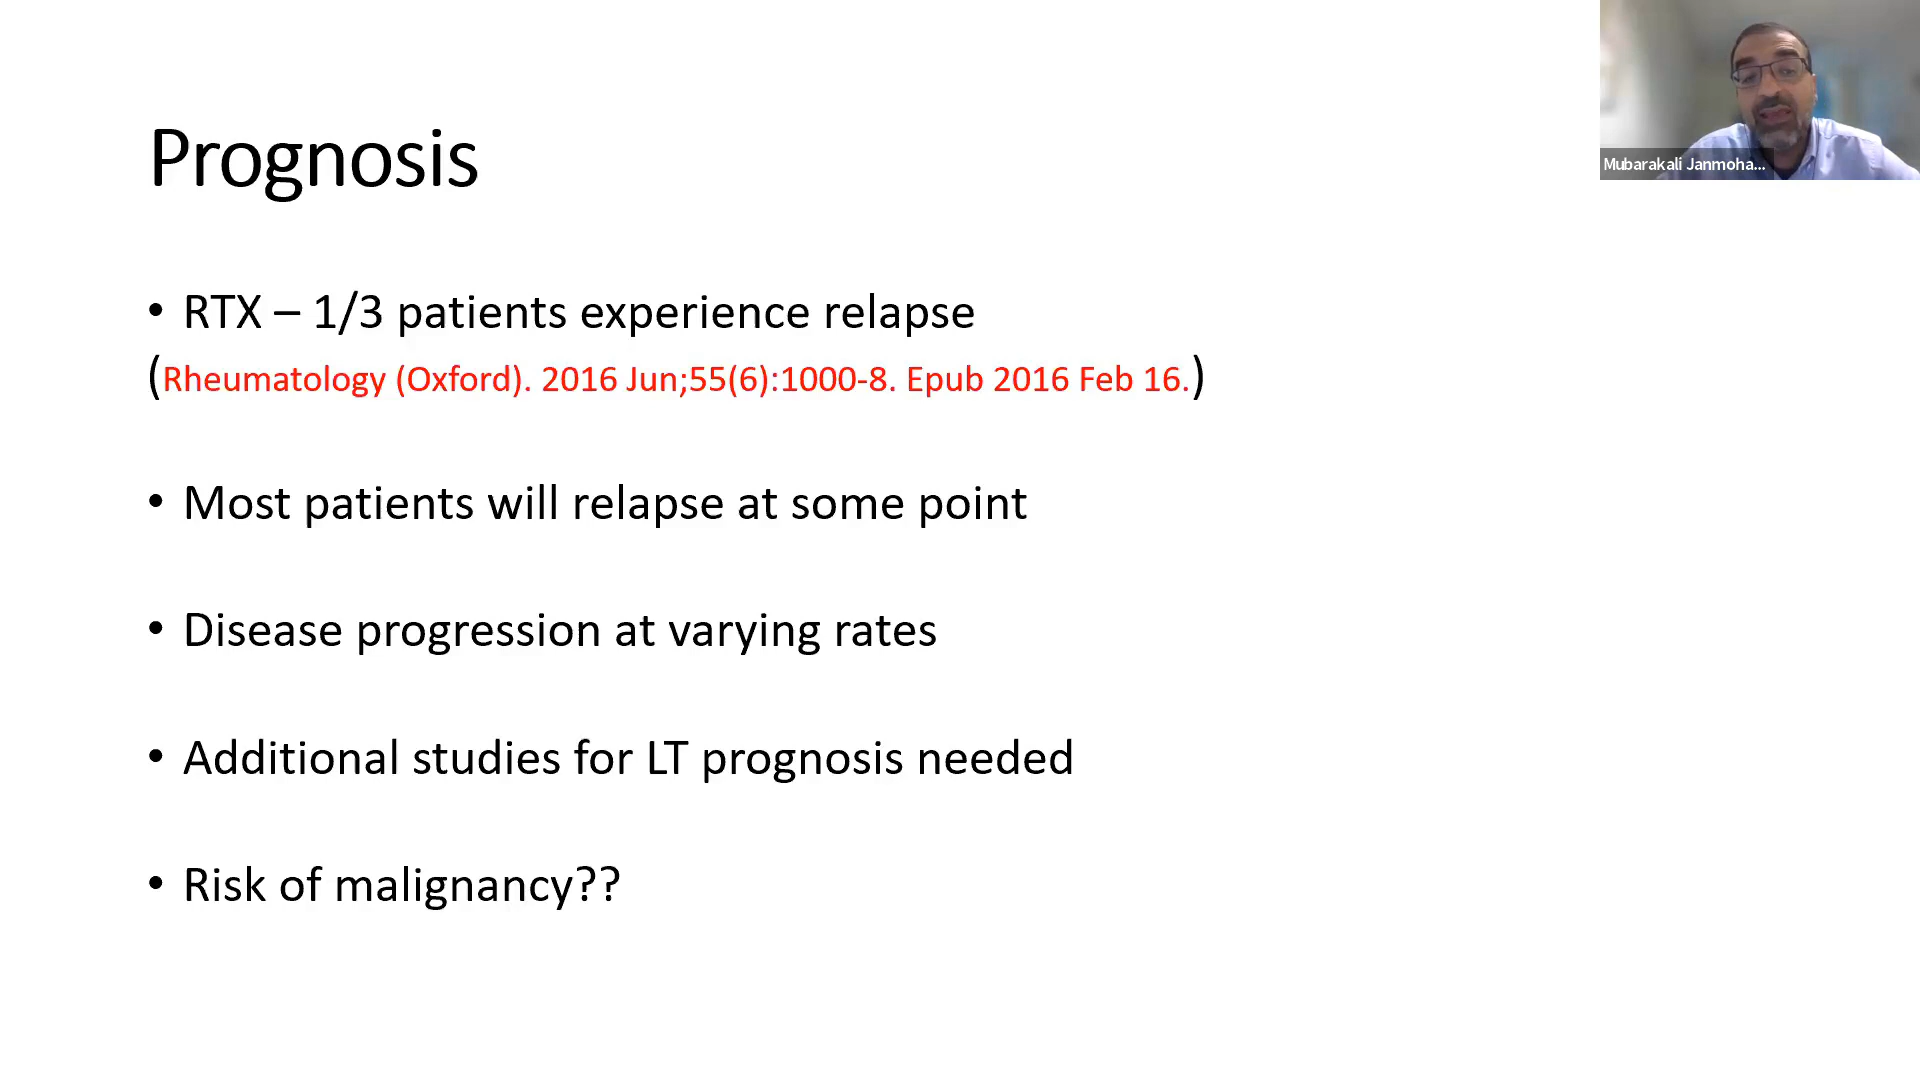 Prognosis
• RTX – 1/3 patients experience relapse
(Rheumatology (Oxford). 2016 Jun;55(6):1000-8. Epub 2016 Feb 16.)
• Most patients will relapse at some point
• Disease progression at varying rates
• Additional studies for LT prognosis needed
• Risk of malignancy??
Mubarakali Janmoha...